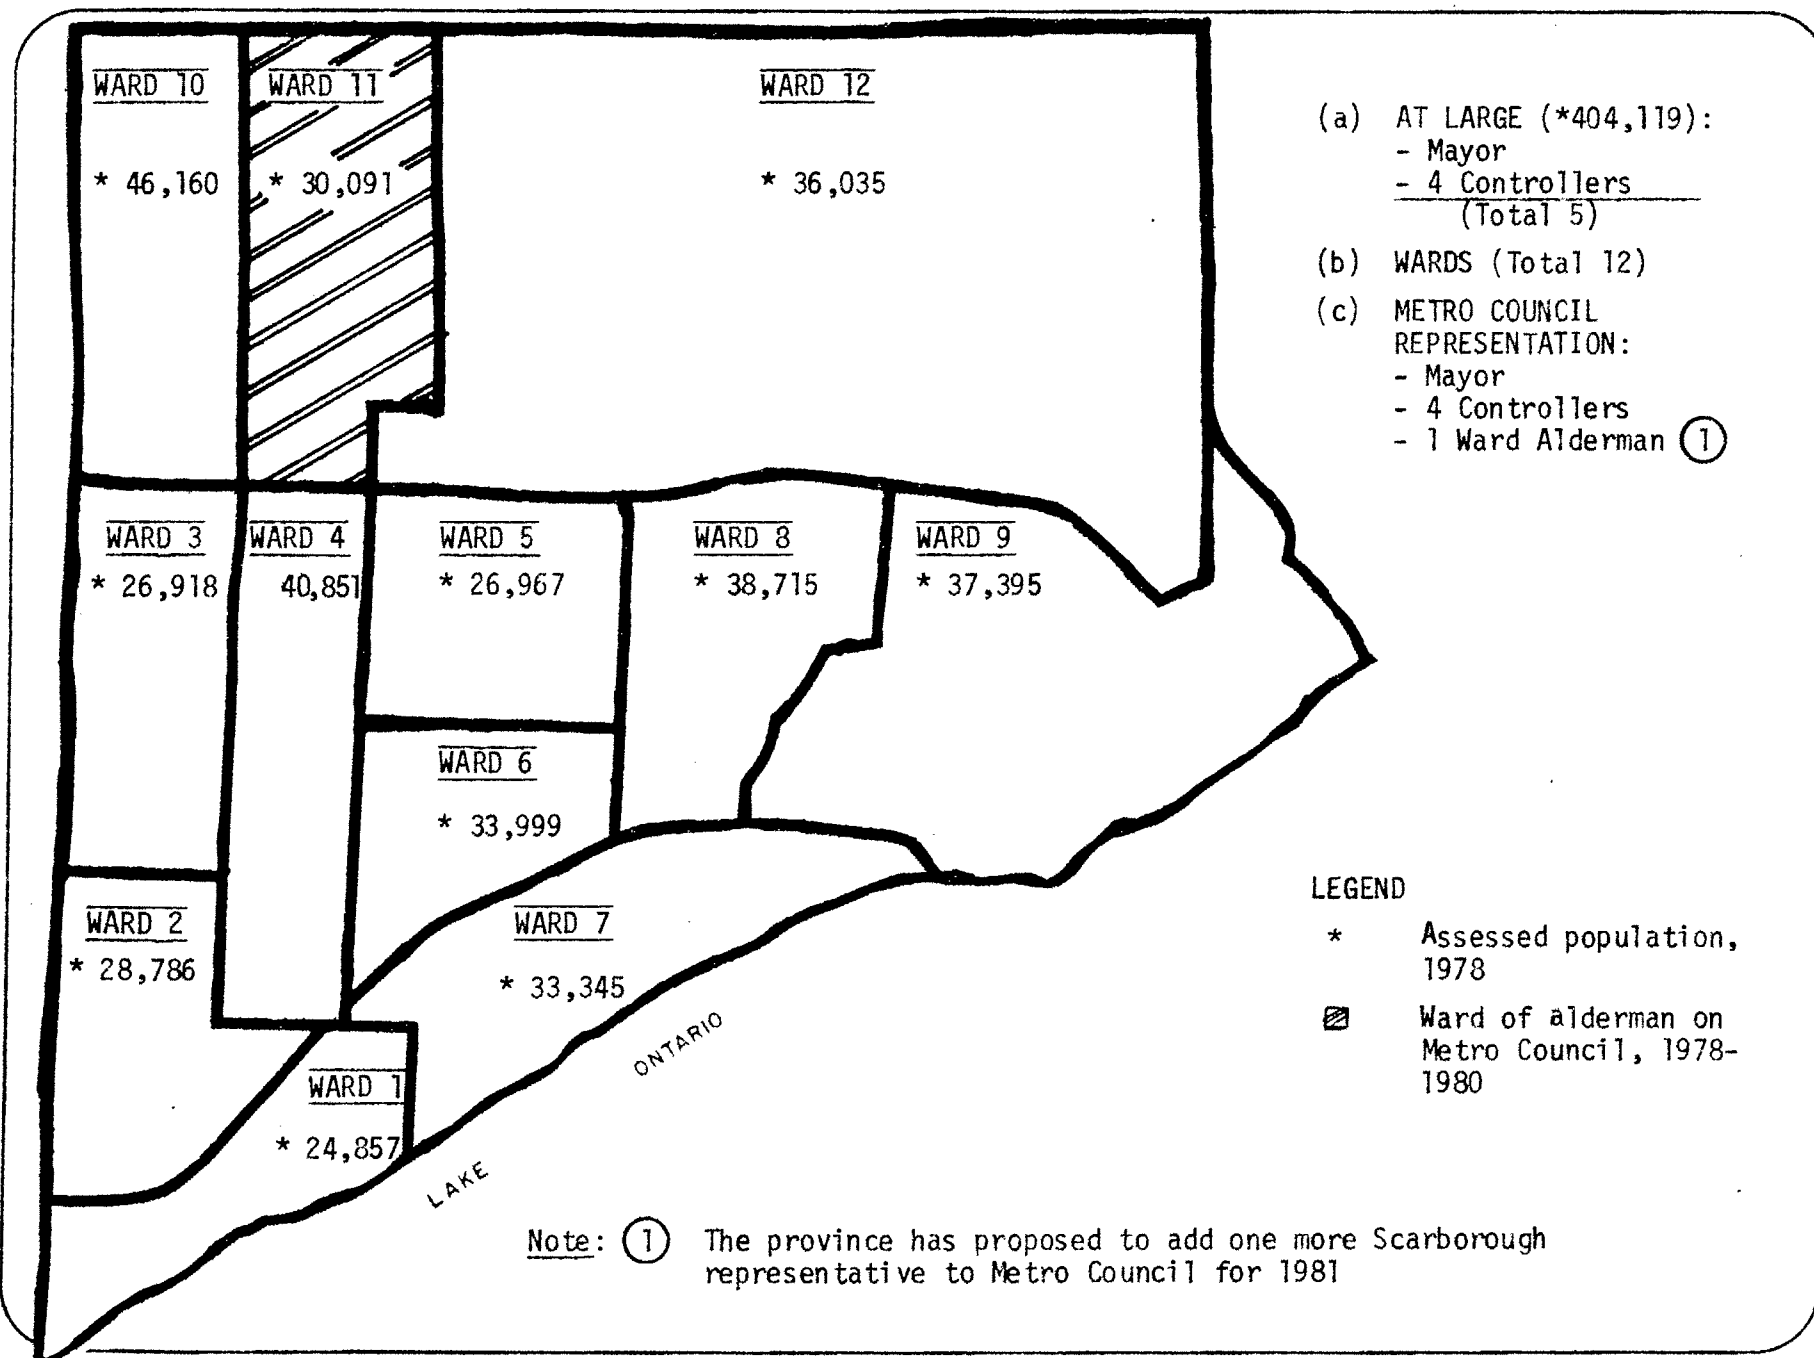 WARD 10
* 46,160
WARD 11
* 30,091
WARD 12
* 36,035
(a) AT LARGE (*404,119):
- Mayor
- 4 Controllers
(Total 5)
(b) WARDS (Total 12)
(c) METRO COUNCIL
REPRESENTATION:
- Mayor
- 4 Controllers
- 1 Ward Alderman 1
WARD 3
* 26,918
WARD 4
40,851
WARD 5
* 26,967
WARD 8
* 38,715
WARD 9
* 37,395
WARD 6
* 33,999
WARD 2
* 28,786
WARD 7
* 33,345
WARD 1
* 24,857
LAKE ONTARIO
LEGEND
* Assessed population,
1978
Ward of alderman on
Metro Council, 1978-
1980
Note: 1 The province has proposed to add one more Scarborough
representative to Metro Council for 1981